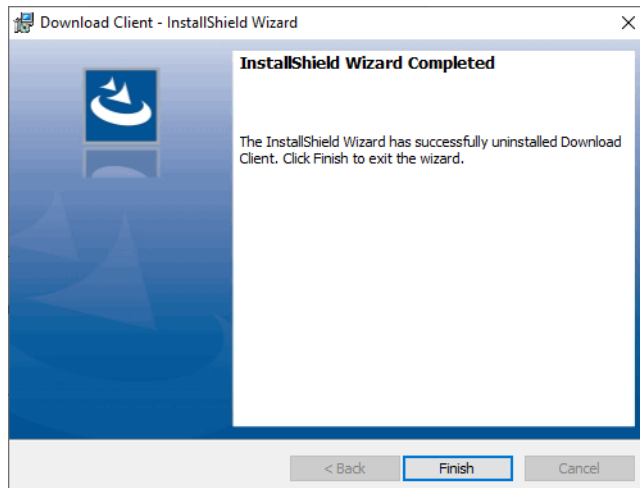 Download Client - InstallShield Wizard
InstallShield Wizard Completed
The InstallShield Wizard has successfully uninstalled Download
Client. Click Finish to exit the wizard.
< Back Finish Cancel